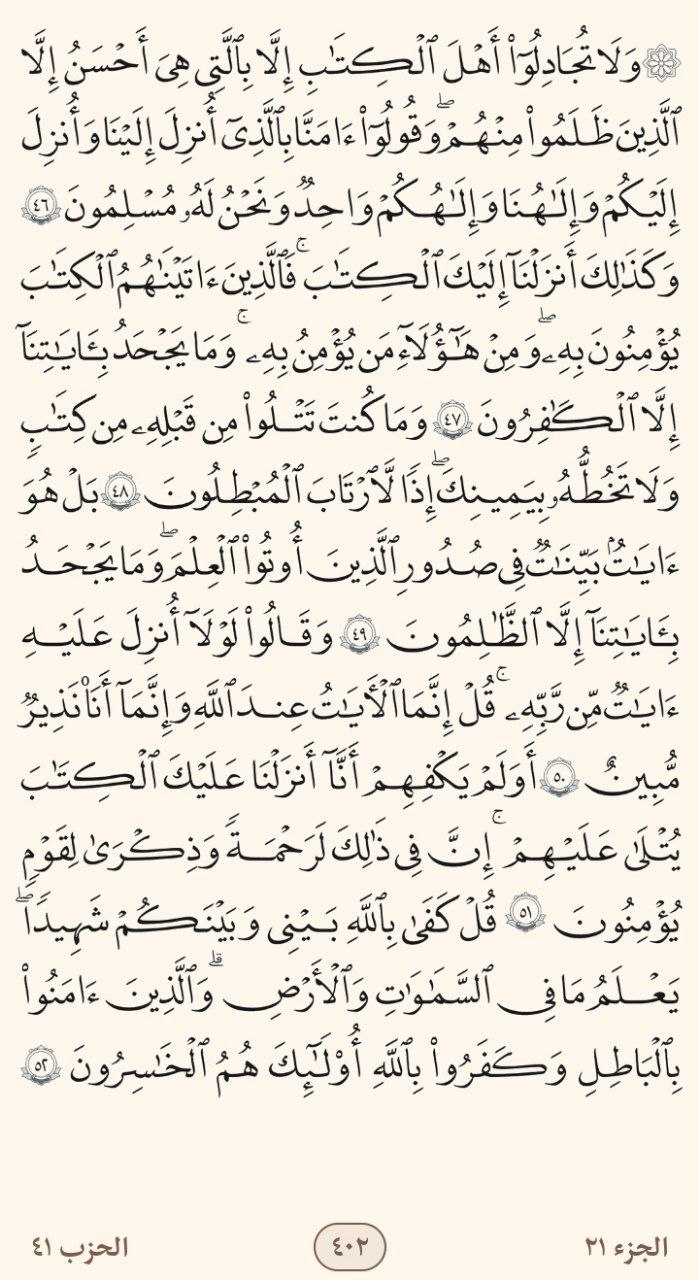 ۞ وَلَا تُجَـٰدِلُوٓا۟ أَهْلَ ٱلْكِتَـٰبِ إِلَّا بِٱلَّتِى هِىَ أَحْسَنُ إِلَّا
ٱلَّذِينَ ظَلَمُوا۟ مِنْهُمْ ۖ وَقُولُوٓا۟ ءَامَنَّا بِٱلَّذِىٓ أُنزِلَ إِلَيْنَا وَأُنزِلَ
إِلَيْكُمْ وَإِلَـٰهُنَا وَإِلَـٰهُكُمْ وَٰحِدٌ وَنَحْنُ لَهُۥ مُسْلِمُونَ ٤٦
وَكَذَٰلِكَ أَنزَلْنَآ إِلَيْكَ ٱلْكِتَـٰبَ ۚ فَٱلَّذِينَ ءَاتَيْنَـٰهُمُ ٱلْكِتَـٰبَ
يُؤْمِنُونَ بِهِۦ ۖ وَمِنْ هَـٰٓؤُلَآءِ مَن يُؤْمِنُ بِهِۦ ۚ وَمَا يَجْحَدُ بِـَٔايَـٰتِنَآ
إِلَّا ٱلْكَـٰفِرُونَ ٤٧ وَمَا كُنتَ تَتْلُوا۟ مِن قَبْلِهِۦ مِن كِتَـٰبٍ
وَلَا تَخُطُّهُۥ بِيَمِينِكَ ۖ إِذًا لَّٱرْتَابَ ٱلْمُبْطِلُونَ ٤٨ بَلْ هُوَ
ءَايَـٰتٌۢ بَيِّنَـٰتٌ فِى صُدُورِ ٱلَّذِينَ أُوتُوا۟ ٱلْعِلْمَ ۖ وَمَا يَجْحَدُ
بِـَٔايَـٰتِنَآ إِلَّا ٱلظَّـٰلِمُونَ ٤٩ وَقَالُوا۟ لَوْلَآ أُنزِلَ عَلَيْهِ
ءَايَـٰتٌ مِّن رَّبِّهِۦ ۚ قُلْ إِنَّمَا ٱلْـَٔايَـٰتُ عِندَ ٱللَّهِ وَإِنَّمَآ أَنَا۠ نَذِيرٌ
مُّبِينٌ ٥٠ أَوَلَمْ يَكْفِهِمْ أَنَّآ أَنزَلْنَا عَلَيْكَ ٱلْكِتَـٰبَ
يُتْلَىٰ عَلَيْهِمْ ۚ إِنَّ فِى ذَٰلِكَ لَرَحْمَةً وَذِكْرَىٰ لِقَوْمٍ
يُؤْمِنُونَ ٥١ قُلْ كَفَىٰ بِٱللَّهِ بَيْنِى وَبَيْنَكُمْ شَهِيدًا ۖ
يَعْلَمُ مَا فِى ٱلسَّمَـٰوَٰتِ وَٱلْأَرْضِ ۗ وَٱلَّذِينَ ءَامَنُوا۟
بِٱلْبَـٰطِلِ وَكَفَرُوا۟ بِٱللَّهِ أُو۟لَـٰٓئِكَ هُمُ ٱلْخَـٰسِرُونَ ٥٢
الجزء ٢١
٤٠٢
الحزب ٤١